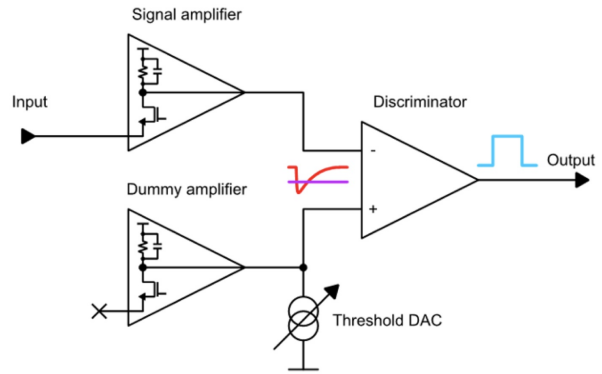 Signal amplifier
Input
Discriminator
-
Output
Dummy amplifier
+
Threshold DAC